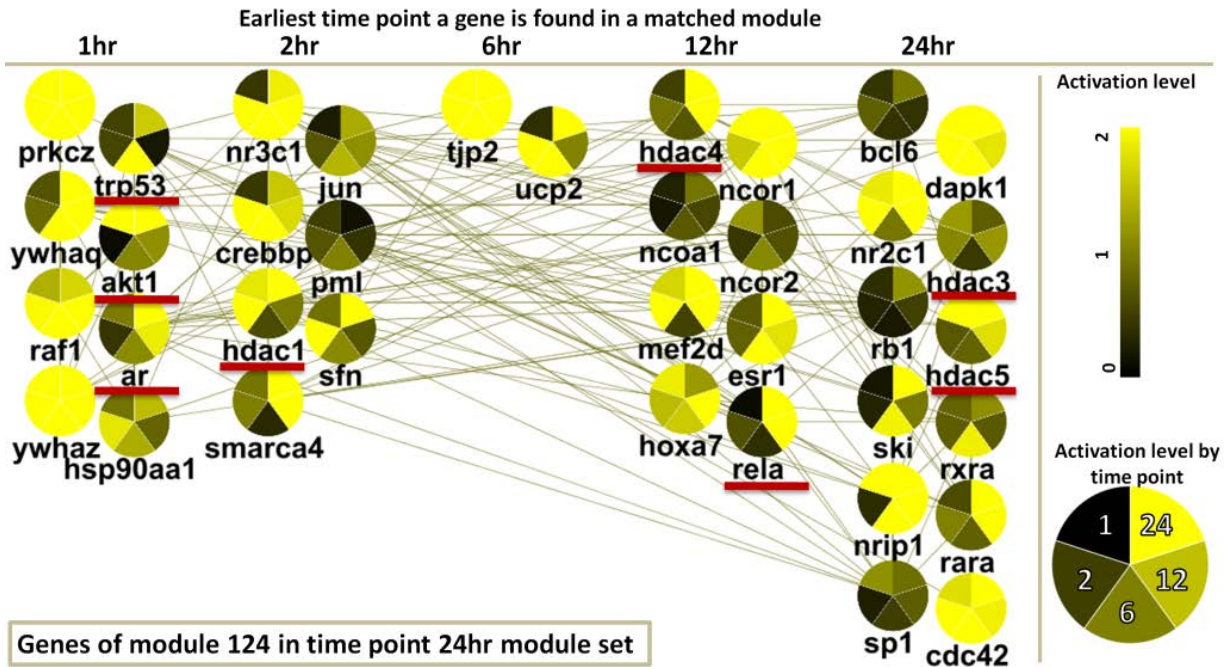 Earliest time point a gene is found in a matched module
1hr 2hr 6hr 12hr 24hr
prkcz
trp53
ywhaq
akt1
raf1
ar
ywhaz
hsp90aa1
nr3c1
jun
crebbp
pml
hdac1
sfn
smarca4
tjp2
ucp2
hdac4
ncor1
ncoa1
ncor2
mef2d
esr1
hoxa7
rela
bcl6
dapk1
nr2c1
hdac3
rb1
hdac5
ski
rxra
nrip1
rara
sp1
cdc42
Activation level
2
1
0
Activation level by
time point
1 24
2 12
6
Genes of module 124 in time point 24hr module set